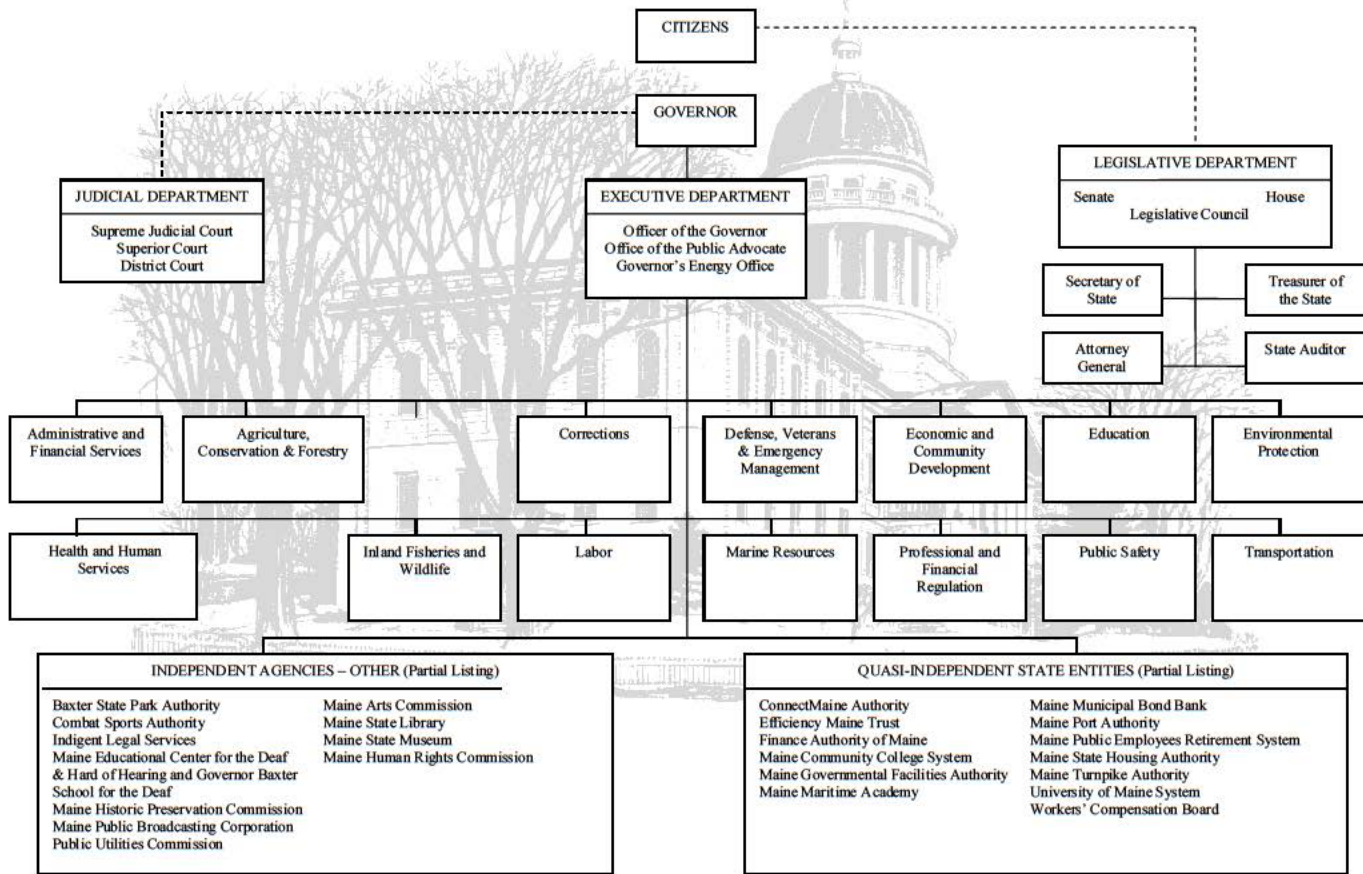 CITIZENS
GOVERNOR
JUDICIAL DEPARTMENT
Supreme Judicial Court
Superior Court
District Court
EXECUTIVE DEPARTMENT
Officer of the Governor
Office of the Public Advocate
Governor's Energy Office
LEGISLATIVE DEPARTMENT
Senate House
Legislative Council
Secretary of
State
Treasurer of
the State
Attorney
General
State Auditor
Administrative and
Financial Services
Agriculture,
Conservation & Forestry
Corrections
Defense, Veterans
& Emergency
Management
Economic and
Community
Development
Education
Environmental
Protection
Health and Human
Services
Inland Fisheries and
Wildlife
Labor
Marine Resources
Professional and
Financial
Regulation
Public Safety
Transportation
INDEPENDENT AGENCIES – OTHER (Partial Listing)
Baxter State Park Authority
Combat Sports Authority
Indigent Legal Services
Maine Educational Center for the Deaf
& Hard of Hearing and Governor Baxter
School for the Deaf
Maine Historic Preservation Commission
Maine Public Broadcasting Corporation
Public Utilities Commission
Maine Arts Commission
Maine State Library
Maine State Museum
Maine Human Rights Commission
QUASI-INDEPENDENT STATE ENTITIES (Partial Listing)
ConnectMaine Authority
Efficiency Maine Trust
Finance Authority of Maine
Maine Community College System
Maine Governmental Facilities Authority
Maine Maritime Academy
Maine Municipal Bond Bank
Maine Port Authority
Maine Public Employees Retirement System
Maine State Housing Authority
Maine Turnpike Authority
University of Maine System
Workers' Compensation Board